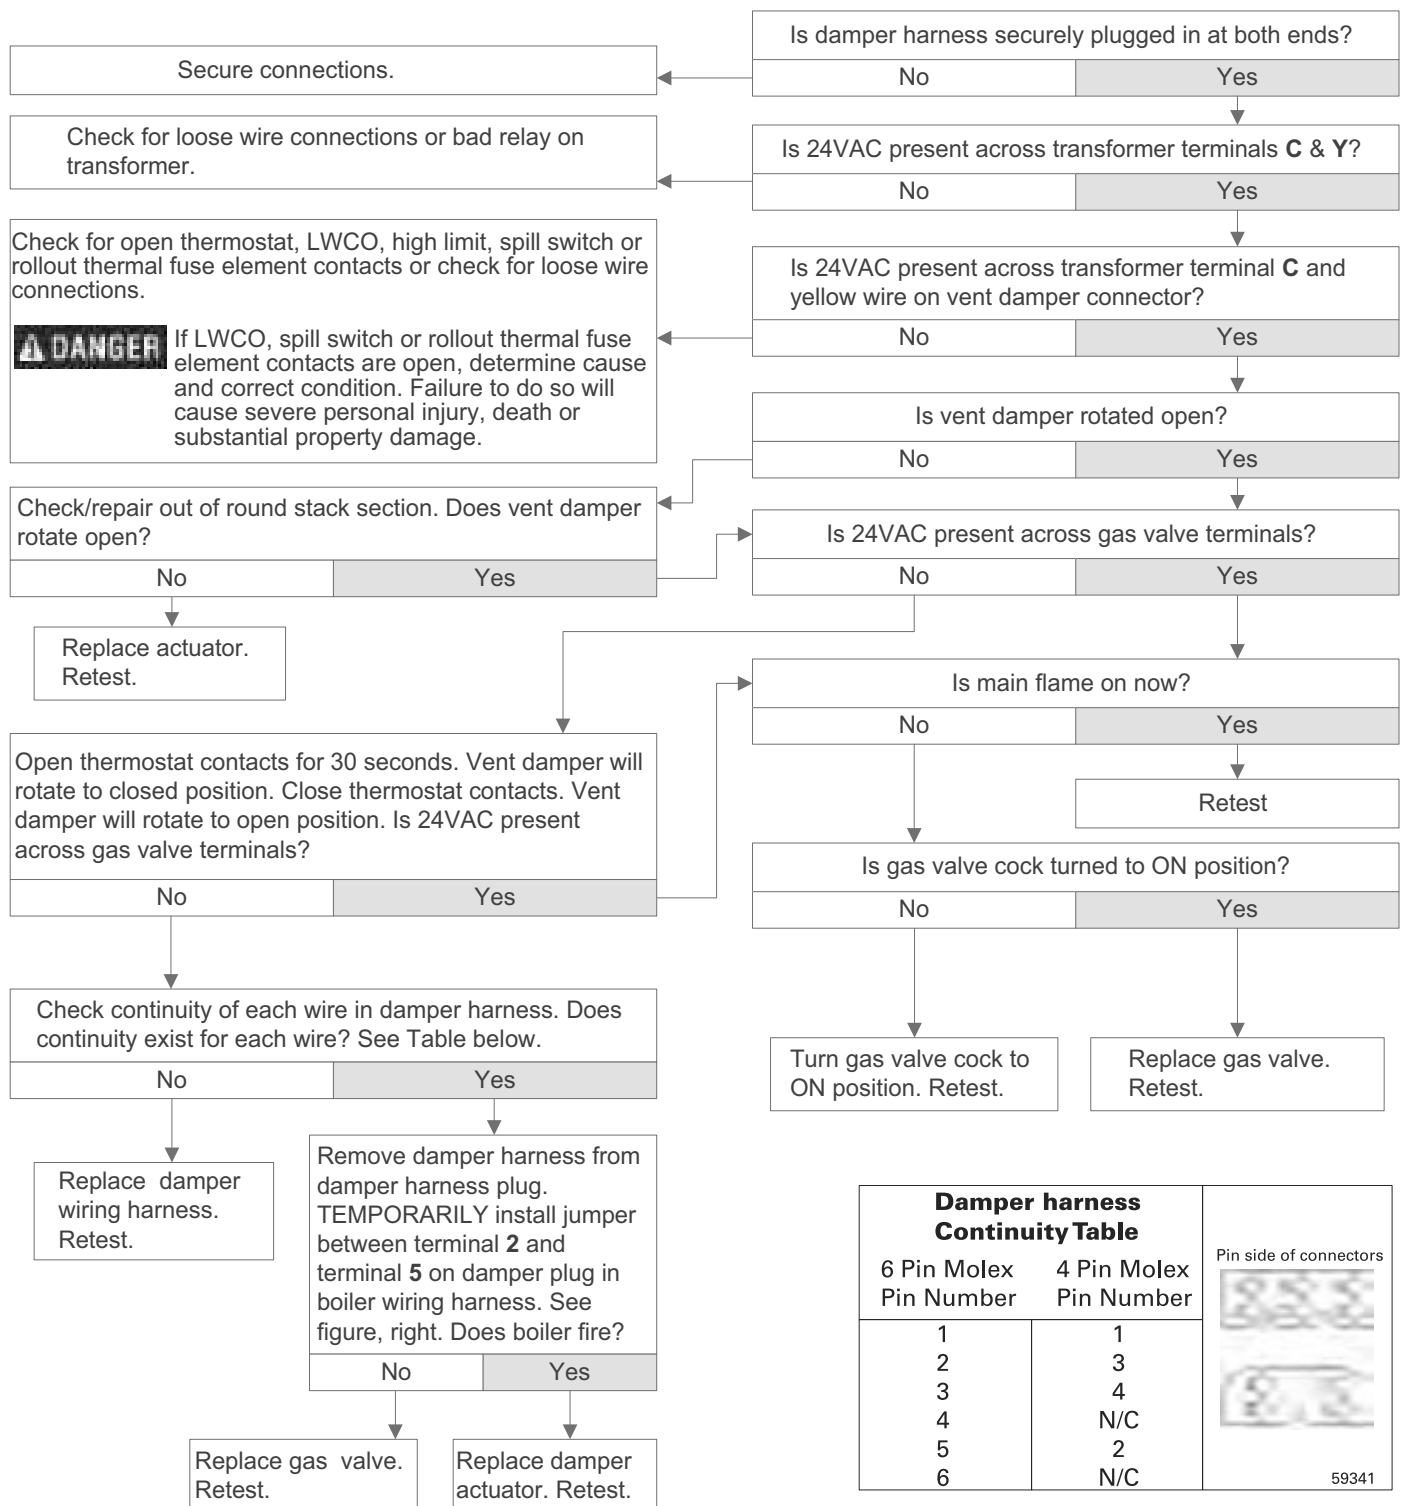 Is damper harness securely plugged in at both ends?
No
Yes
Secure connections.
Is 24VAC present across transformer terminals C & Y?
No
Yes
Check for loose wire connections or bad relay on
transformer.
Is 24VAC present across transformer terminal C and
yellow wire on vent damper connector?
No
Yes
Check for open thermostat, LWCO, high limit, spill switch or
rollout thermal fuse element contacts or check for loose wire
connections.
DANGER
If LWCO, spill switch or rollout thermal fuse
element contacts are open, determine cause
and correct condition. Failure to do so will
cause severe personal injury, death or
substantial property damage.
Is vent damper rotated open?
No
Yes
Check/repair out of round stack section. Does vent damper
rotate open?
No
Yes
Replace actuator.
Retest.
Is 24VAC present across gas valve terminals?
No
Yes
Is main flame on now?
No
Yes
Retest
Open thermostat contacts for 30 seconds. Vent damper will
rotate to closed position. Close thermostat contacts. Vent
damper will rotate to open position. Is 24VAC present
across gas valve terminals?
No
Yes
Is gas valve cock turned to ON position?
No
Yes
Turn gas valve cock to
ON position. Retest.
Replace gas valve.
Retest.
Check continuity of each wire in damper harness. Does
continuity exist for each wire? See Table below.
No
Yes
Replace damper
wiring harness.
Retest.
Remove damper harness from
damper harness plug.
TEMPORARILY install jumper
between terminal 2 and
terminal 5 on damper plug in
boiler wiring harness. See
figure, right. Does boiler fire?
No
Yes
Replace gas valve.
Retest.
Replace damper
actuator. Retest.
Damper harness
Continuity Table
6 Pin Molex
Pin Number
4 Pin Molex
Pin Number
1 1
2 3
3 4
4 N/C
5 2
6 N/C
Pin side of connectors
59341